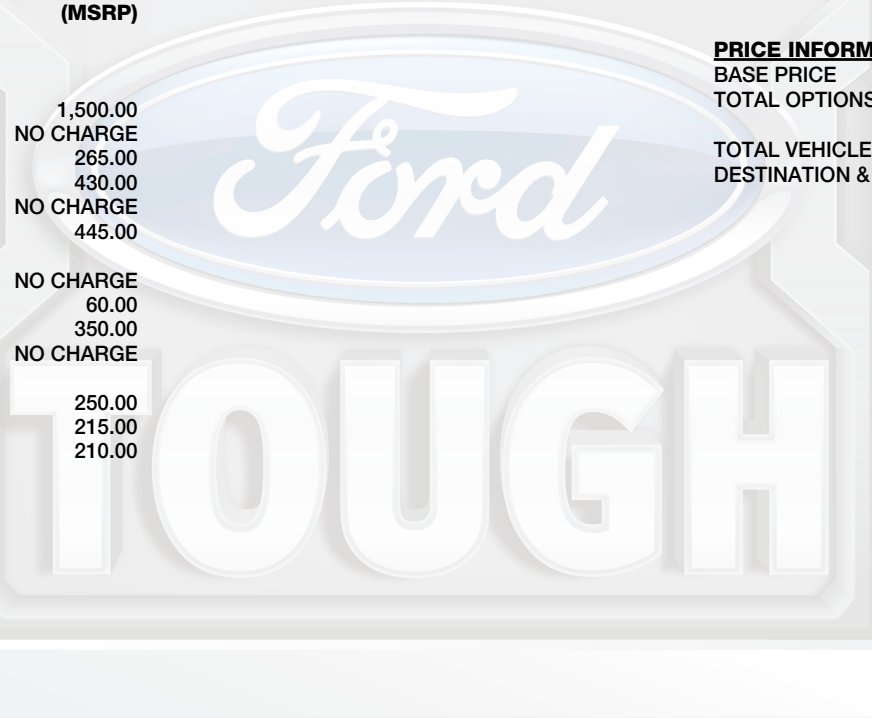 (MSRP)
1,500.00
NO CHARGE
265.00
430.00
NO CHARGE
445.00
NO CHARGE
60.00
350.00
NO CHARGE
250.00
215.00
210.00
PRICE INFORM
BASE PRICE
TOTAL OPTIONS
TOTAL VEHICLE
DESTINATION &
Ford
TOUGH